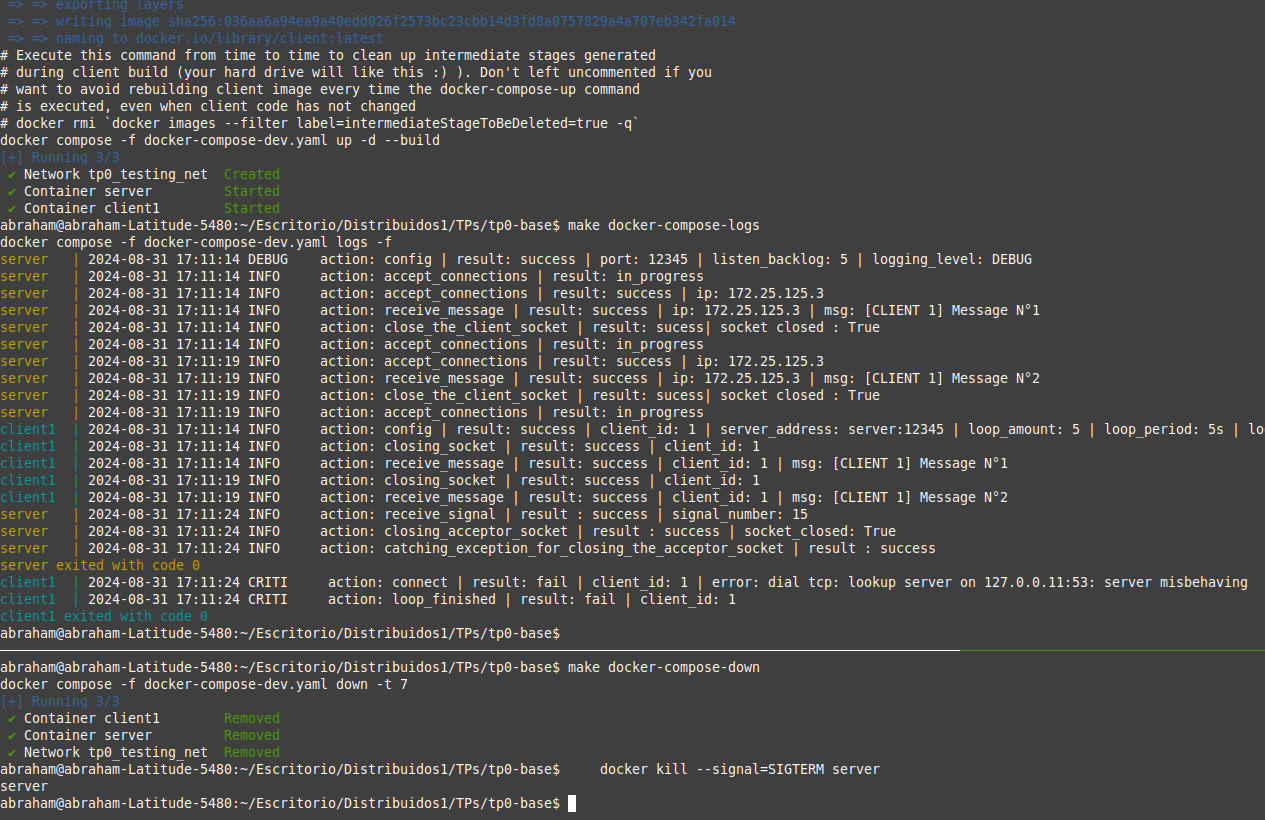 => => exporting layers
=> => writing image sha256:036aa6a94ea9a40edd026f2573bc23cbb14d3fd8a0757829a4a707eb342fa014
=> => naming to docker.io/library/client:latest
# Execute this command from time to time to clean up intermediate stages generated
# during client build (your hard drive will like this :) ). Don't left uncommented if you
# want to avoid rebuilding client image every time the docker-compose-up command
# is executed, even when client code has not changed
# docker rmi `docker images --filter label=intermediateStageToBeDeleted=true -q`
docker compose -f docker-compose-dev.yaml up -d --build
[+] Running 3/3
✔ Network tp0_testing_net  Created
✔ Container server         Started
✔ Container client1        Started
abraham@abraham-Latitude-5480:~/Escritorio/Distribuidos1/TPs/tp0-base$ make docker-compose-logs
docker compose -f docker-compose-dev.yaml logs -f
server   | 2024-08-31 17:11:14 DEBUG    action: config | result: success | port: 12345 | listen_backlog: 5 | logging_level: DEBUG
server   | 2024-08-31 17:11:14 INFO     action: accept_connections | result: in_progress
server   | 2024-08-31 17:11:14 INFO     action: accept_connections | result: success | ip: 172.25.125.3
server   | 2024-08-31 17:11:14 INFO     action: receive_message | result: success | ip: 172.25.125.3 | msg: [CLIENT 1] Message N°1
server   | 2024-08-31 17:11:14 INFO     action: close_the_client_socket | result: sucess| socket closed : True
server   | 2024-08-31 17:11:14 INFO     action: accept_connections | result: in_progress
server   | 2024-08-31 17:11:19 INFO     action: accept_connections | result: success | ip: 172.25.125.3
server   | 2024-08-31 17:11:19 INFO     action: receive_message | result: success | ip: 172.25.125.3 | msg: [CLIENT 1] Message N°2
server   | 2024-08-31 17:11:19 INFO     action: close_the_client_socket | result: sucess| socket closed : True
server   | 2024-08-31 17:11:19 INFO     action: accept_connections | result: in_progress
client1  | 2024-08-31 17:11:14 INFO     action: config | result: success | client_id: 1 | server_address: server:12345 | loop_amount: 5 | loop_period: 5s | lo
client1  | 2024-08-31 17:11:14 INFO     action: closing_socket | result: success | client_id: 1
client1  | 2024-08-31 17:11:14 INFO     action: receive_message | result: success | client_id: 1 | msg: [CLIENT 1] Message N°1
client1  | 2024-08-31 17:11:19 INFO     action: closing_socket | result: success | client_id: 1
client1  | 2024-08-31 17:11:19 INFO     action: receive_message | result: success | client_id: 1 | msg: [CLIENT 1] Message N°2
server   | 2024-08-31 17:11:24 INFO     action: receive_signal | result : success | signal_number: 15
server   | 2024-08-31 17:11:24 INFO     action: closing_acceptor_socket | result : success | socket_closed: True
server   | 2024-08-31 17:11:24 INFO     action: catching_exception_for_closing_the_acceptor_socket | result : success
server exited with code 0
client1  | 2024-08-31 17:11:24 CRITI     action: connect | result: fail | client_id: 1 | error: dial tcp: lookup server on 127.0.0.11:53: server misbehaving
client1  | 2024-08-31 17:11:24 CRITI     action: loop_finished | result: fail | client_id: 1
client1 exited with code 0
abraham@abraham-Latitude-5480:~/Escritorio/Distribuidos1/TPs/tp0-base$
abraham@abraham-Latitude-5480:~/Escritorio/Distribuidos1/TPs/tp0-base$ make docker-compose-down
docker compose -f docker-compose-dev.yaml down -t 7
[+] Running 3/3
✔ Container client1        Removed
✔ Container server         Removed
✔ Network tp0_testing_net  Removed
abraham@abraham-Latitude-5480:~/Escritorio/Distribuidos1/TPs/tp0-base$     docker kill --signal=SIGTERM server
server
abraham@abraham-Latitude-5480:~/Escritorio/Distribuidos1/TPs/tp0-base$